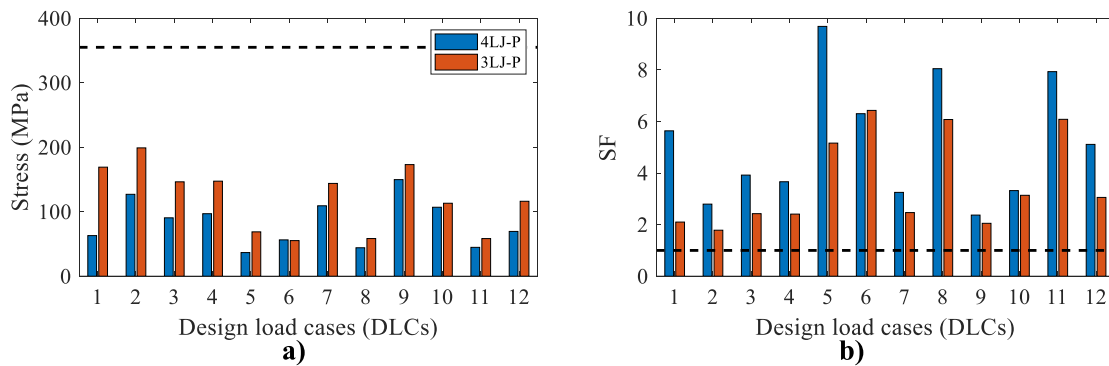 400
300
200
100
0
Stress (MPa)
4LJ-P
3LJ-P
1 2 3 4 5 6 7 8 9 10 11 12
Design load cases (DLCs)
a)
10
8
6
4
2
0
SF
1 2 3 4 5 6 7 8 9 10 11 12
Design load cases (DLCs)
b)